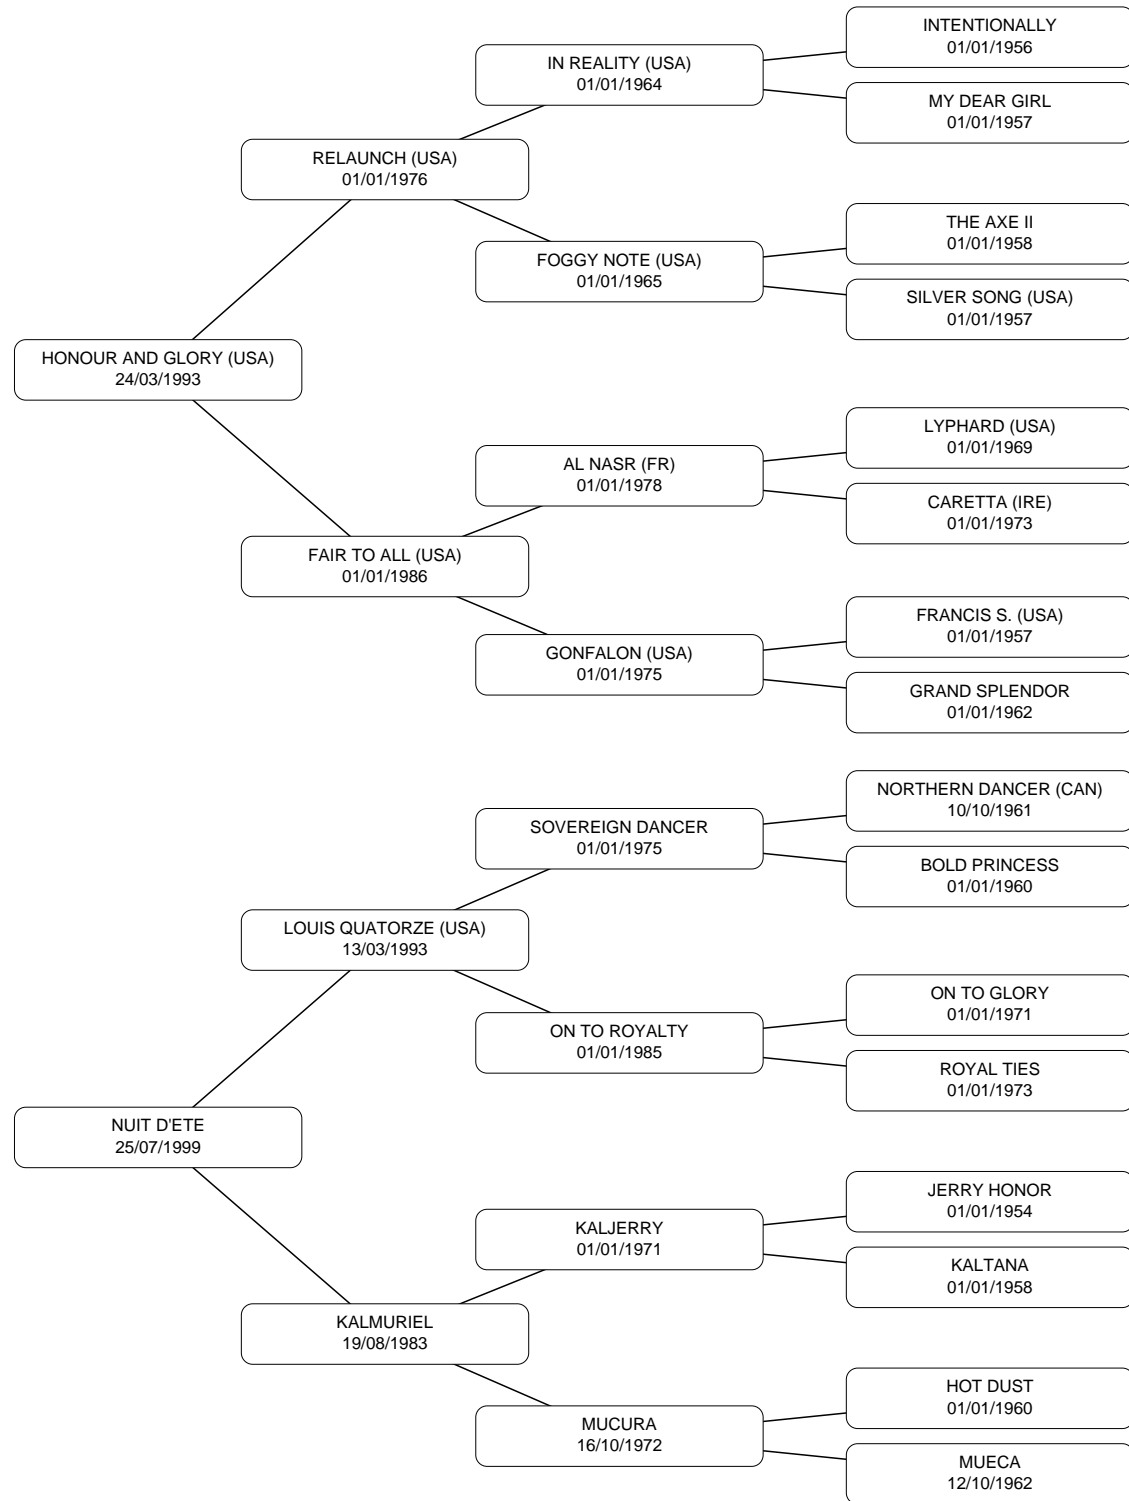 INTENTIONALLY
01/01/1956
IN REALITY (USA)
01/01/1964
MY DEAR GIRL
01/01/1957
RELAUNCH (USA)
01/01/1976
THE AXE II
01/01/1958
FOGGY NOTE (USA)
01/01/1965
SILVER SONG (USA)
01/01/1957
HONOUR AND GLORY (USA)
24/03/1993
LYPHARD (USA)
01/01/1969
AL NASR (FR)
01/01/1978
CARETTA (IRE)
01/01/1973
FAIR TO ALL (USA)
01/01/1986
FRANCIS S. (USA)
01/01/1957
GONFALON (USA)
01/01/1975
GRAND SPLENDOR
01/01/1962
NORTHERN DANCER (CAN)
10/10/1961
SOVEREIGN DANCER
01/01/1975
BOLD PRINCESS
01/01/1960
LOUIS QUATORZE (USA)
13/03/1993
ON TO GLORY
01/01/1971
ON TO ROYALTY
01/01/1985
ROYAL TIES
01/01/1973
NUIT D'ETE
25/07/1999
JERRY HONOR
01/01/1954
KALJERRY
01/01/1971
KALTANA
01/01/1958
KALMURIEL
19/08/1983
HOT DUST
01/01/1960
MUCURA
16/10/1972
MUECA
12/10/1962